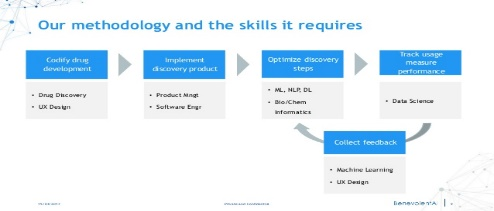 Our methodology and the skills it requires
Codify drug
development
• Drug Discovery
• UX Design
Implement
discovery product
• Product Mngt
• Software Engr
Optimize discovery
steps
• ML, NLP, DL
• Bio/Chem
Informatics
Track usage
measure
performance
• Data Science
Collect feedback
• Machine Learning
• UX Design
BenevolentAI